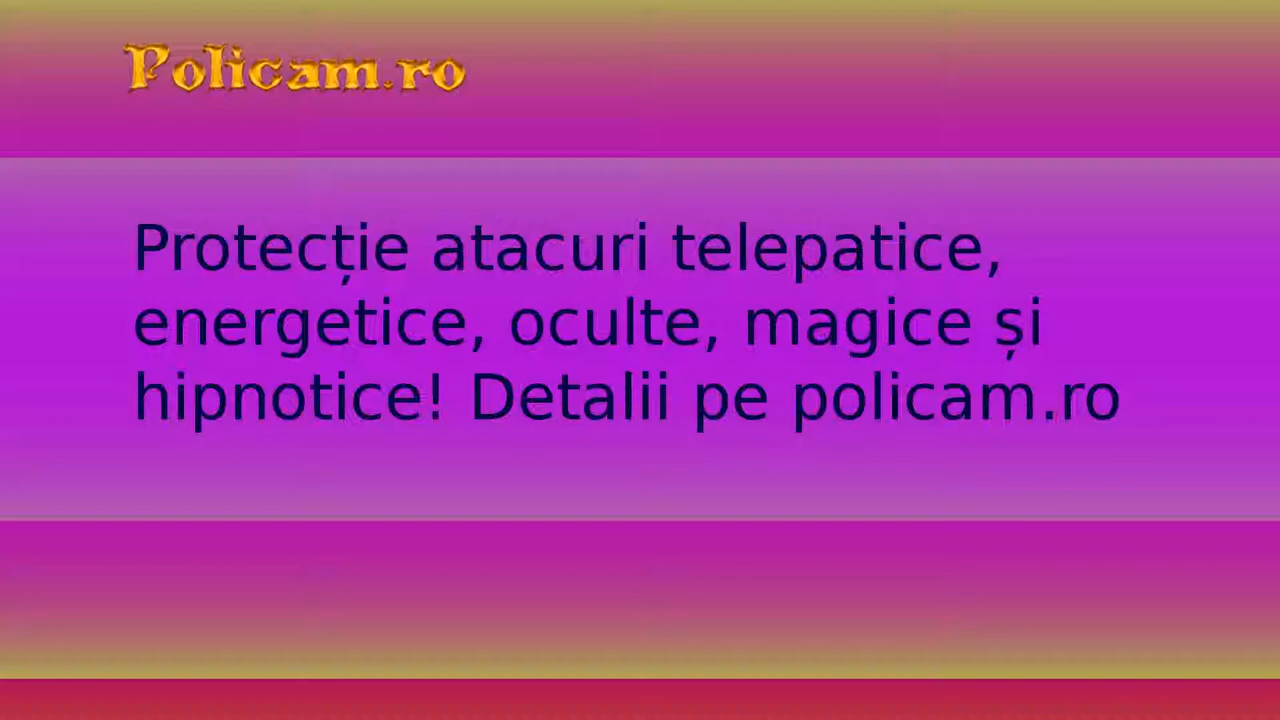 Policam.ro
Protecție atacuri telepatice,
energetice, oculte, magice și
hipnotice! Detalii pe policam.ro